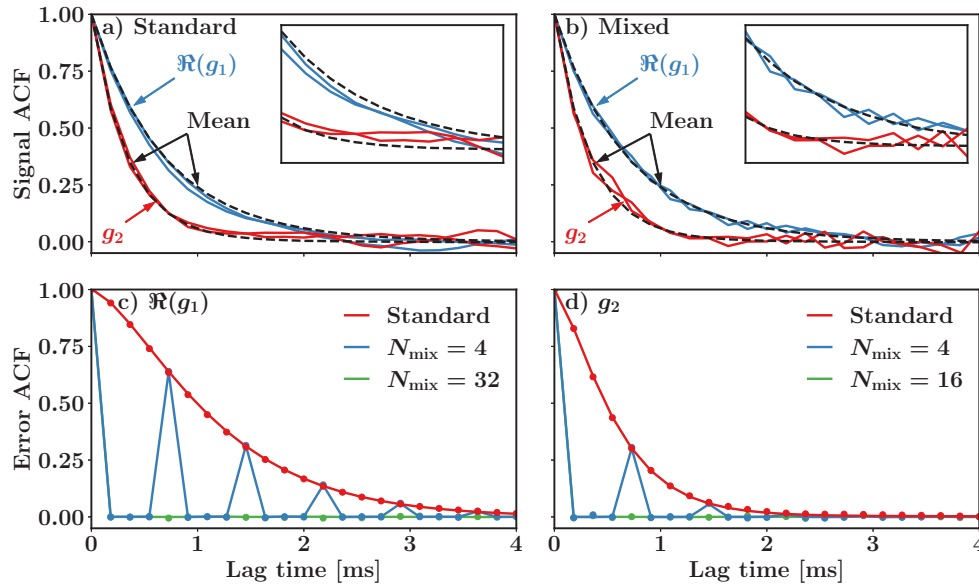 a) Standard
b) Mixed
Signal ACF
1.00
0.75
0.50
0.25
0.00
ℜ(g₁)
Mean
g₂
ℜ(g₁)
Mean
g₂
c) ℜ(g₁)
d) g₂
Error ACF
1.00
0.75
0.50
0.25
0.00
Standard
N_mix = 4
N_mix = 32
Standard
N_mix = 4
N_mix = 16
0 1 2 3 4
0 1 2 3 4
Lag time [ms]
Lag time [ms]